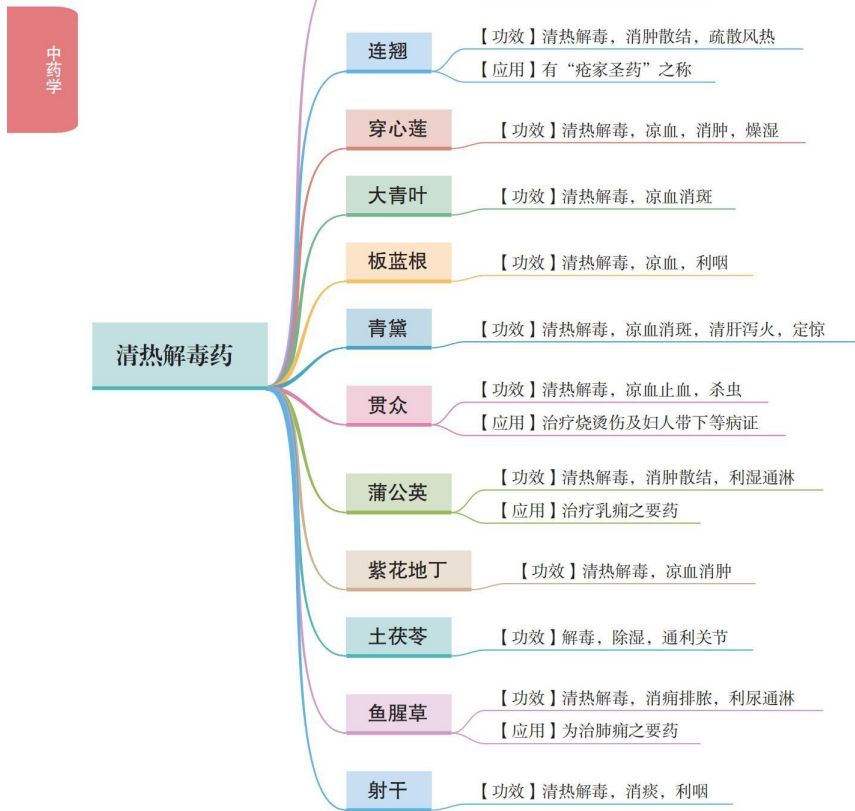 中药学
连翘
【功效】清热解毒，消肿散结，疏散风热
【应用】有“疮家圣药”之称
穿心莲
【功效】清热解毒，凉血，消肿，燥湿
大青叶
【功效】清热解毒，凉血消斑
板蓝根
【功效】清热解毒，凉血，利咽
清热解毒药
青黛
【功效】清热解毒，凉血消斑，清肝泻火，定惊
贯众
【功效】清热解毒，凉血止血，杀虫
【应用】治疗烧烫伤及妇人带下等病证
蒲公英
【功效】清热解毒，消肿散结，利湿通淋
【应用】治疗乳痈之要药
紫花地丁
【功效】清热解毒，凉血消肿
土茯苓
【功效】解毒，除湿，通利关节
鱼腥草
【功效】清热解毒，消痈排脓，利尿通淋
【应用】为治肺痈之要药
射干
【功效】清热解毒，消痰，利咽